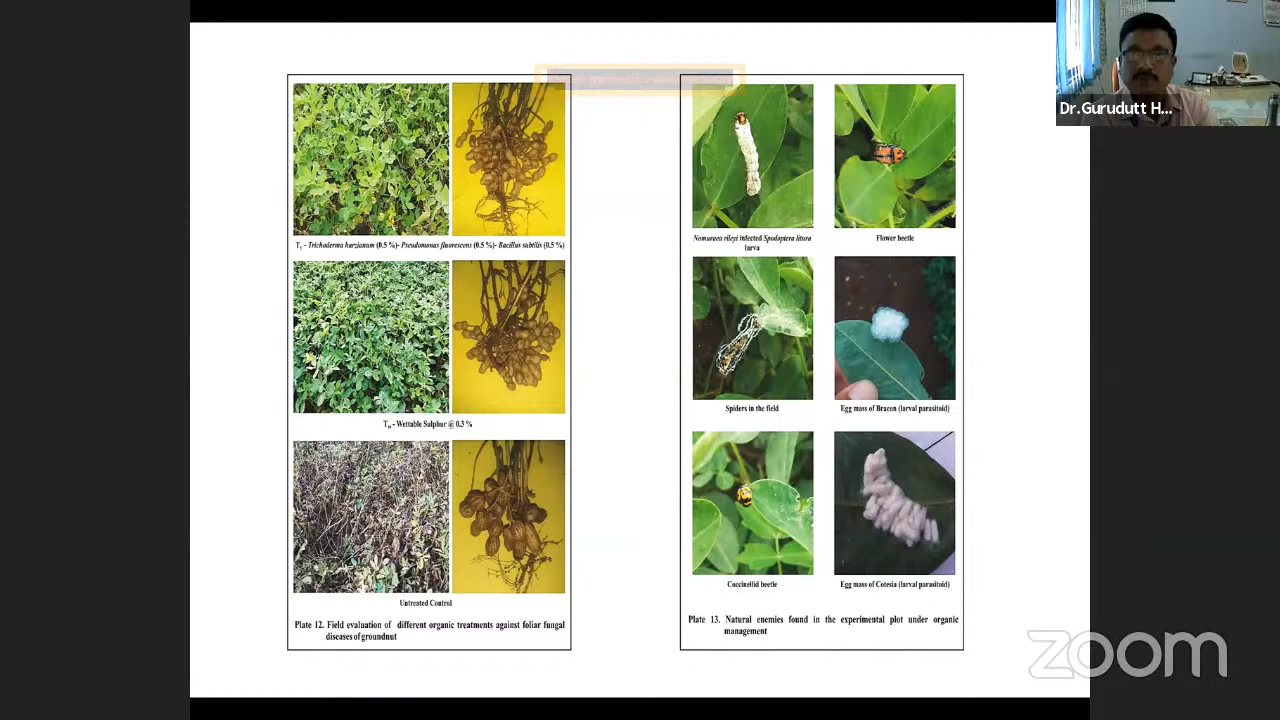 Dr.Gurudutt H...
T₁ - Trichoderma harzianum (0.5 %)- Pseudomonas fluorescens (0.5 %)- Bacillus subtilis (0.5 %)
T₁₀ - Wettable Sulphur @ 0.3 %
Untreated Control
Plate 12. Field evaluation of different organic treatments against foliar fungal
diseases of groundnut
Nomuraea rileyi infected Spodoptera litura
larva
Flower beetle
Spiders in the field
Egg mass of Bracon (larval parasitoid)
Coccinellid beetle
Egg mass of Cotesia (larval parasitoid)
Plate 13. Natural enemies found in the experimental plot under organic
management
zoom